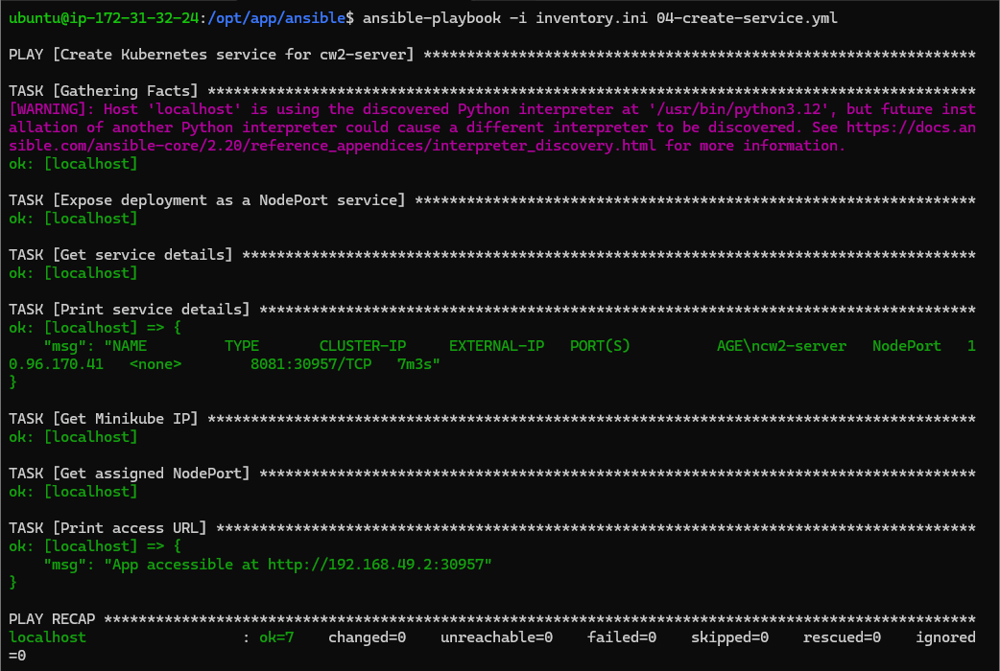 ubuntu@ip-172-31-32-24:/opt/app/ansible$ ansible-playbook -i inventory.ini 04-create-service.yml
PLAY [Create Kubernetes service for cw2-server] ****************************************************************
TASK [Gathering Facts] *****************************************************************************************
[WARNING]: Host 'localhost' is using the discovered Python interpreter at '/usr/bin/python3.12', but future inst
allation of another Python interpreter could cause a different interpreter to be discovered. See https://docs.an
sible.com/ansible-core/2.20/reference_appendices/interpreter_discovery.html for more information.
ok: [localhost]
TASK [Expose deployment as a NodePort service] *****************************************************************
ok: [localhost]
TASK [Get service details] *************************************************************************************
ok: [localhost]
TASK [Print service details] ***********************************************************************************
ok: [localhost] => {
    "msg": "NAME         TYPE       CLUSTER-IP     EXTERNAL-IP   PORT(S)          AGE\ncw2-server   NodePort   1
0.96.170.41   <none>        8081:30957/TCP   7m3s"
}
TASK [Get Minikube IP] *****************************************************************************************
ok: [localhost]
TASK [Get assigned NodePort] ***********************************************************************************
ok: [localhost]
TASK [Print access URL] ****************************************************************************************
ok: [localhost] => {
    "msg": "App accessible at http://192.168.49.2:30957"
}
PLAY RECAP *****************************************************************************************************
localhost                  : ok=7    changed=0    unreachable=0    failed=0    skipped=0    rescued=0    ignored
=0